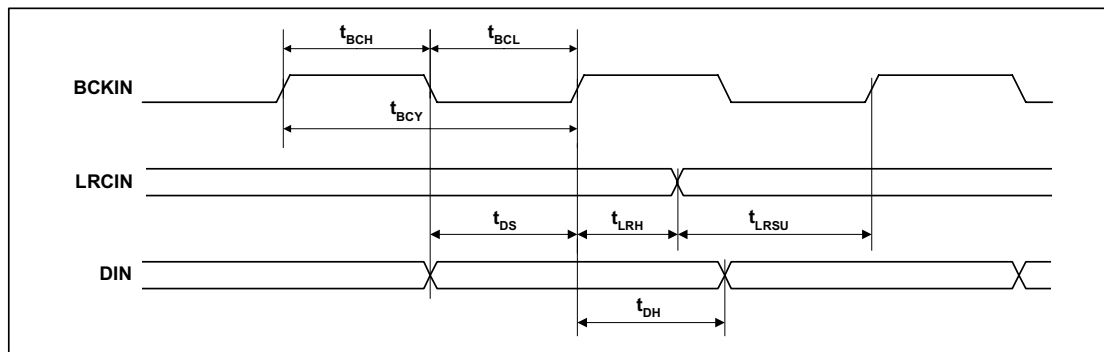 tBCH
tBCL
BCKIN
tBCY
LRCIN
tDS
tLRH
tLRSU
DIN
tDH